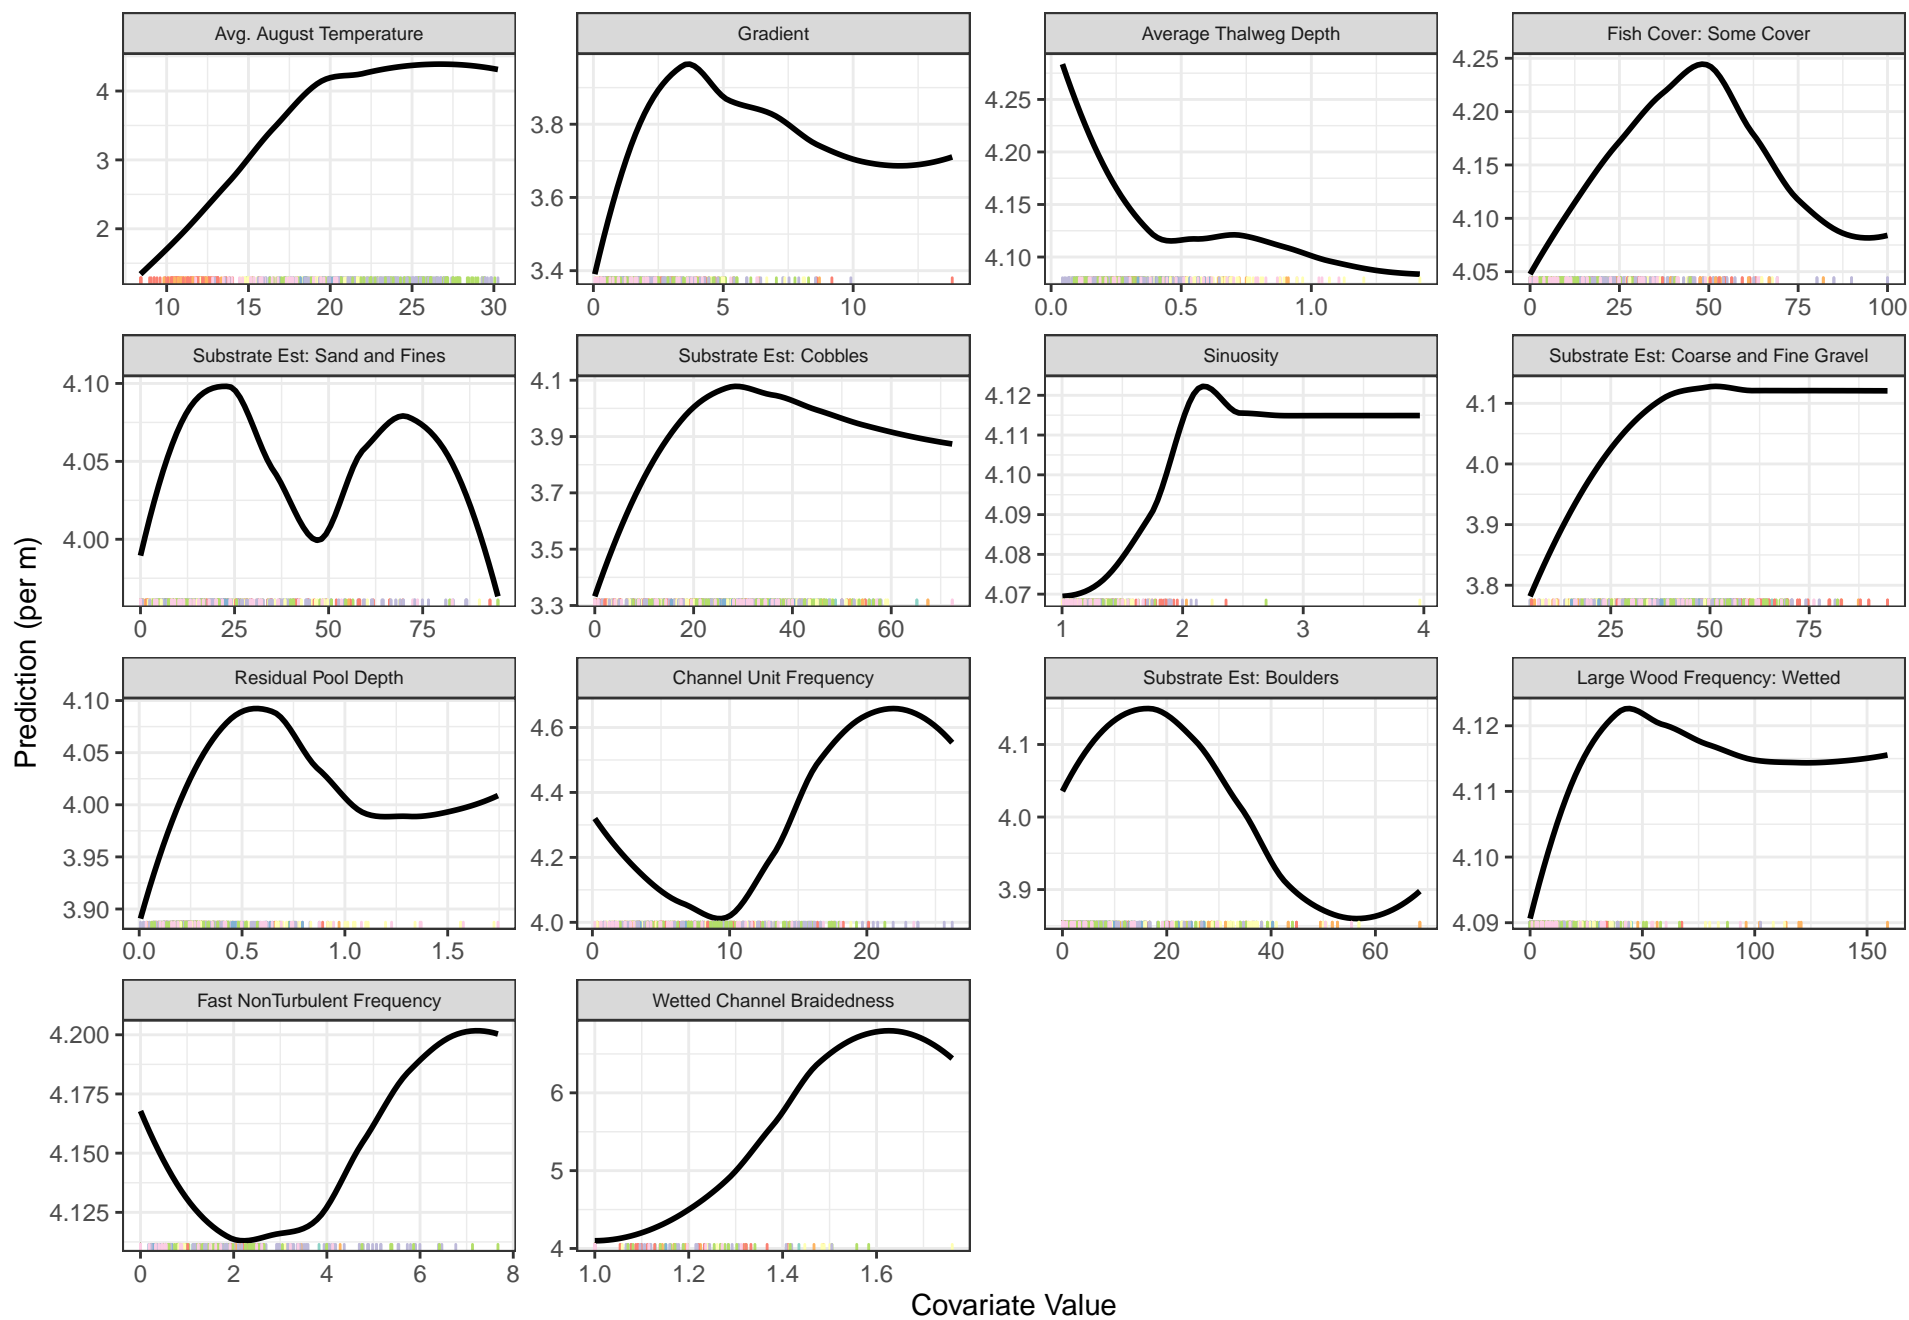 Avg. August Temperature
Gradient
Average Thalweg Depth
Fish Cover: Some Cover
4
3
2
10 15 20 25 30
3.8
3.6
3.4
0 5 10
4.25
4.20
4.15
4.10
0.0 0.5 1.0
4.25
4.20
4.15
4.10
4.05
0 25 50 75 100
Substrate Est: Sand and Fines
Substrate Est: Cobbles
Sinuosity
Substrate Est: Coarse and Fine Gravel
4.10
4.05
4.00
0 25 50 75
4.1
3.9
3.7
3.5
3.3
0 20 40 60
4.12
4.11
4.10
4.09
4.08
4.07
1 2 3 4
4.1
4.0
3.9
3.8
25 50 75
Prediction (per m)
Residual Pool Depth
Channel Unit Frequency
Substrate Est: Boulders
Large Wood Frequency: Wetted
4.10
4.05
4.00
3.95
3.90
0.0 0.5 1.0 1.5
4.6
4.4
4.2
4.0
0 10 20
4.1
4.0
3.9
0 20 40 60
4.12
4.11
4.10
4.09
0 50 100 150
Fast NonTurbulent Frequency
Wetted Channel Braidedness
4.200
4.175
4.150
4.125
0 2 4 6 8
6
5
4
1.0 1.2 1.4 1.6
Covariate Value